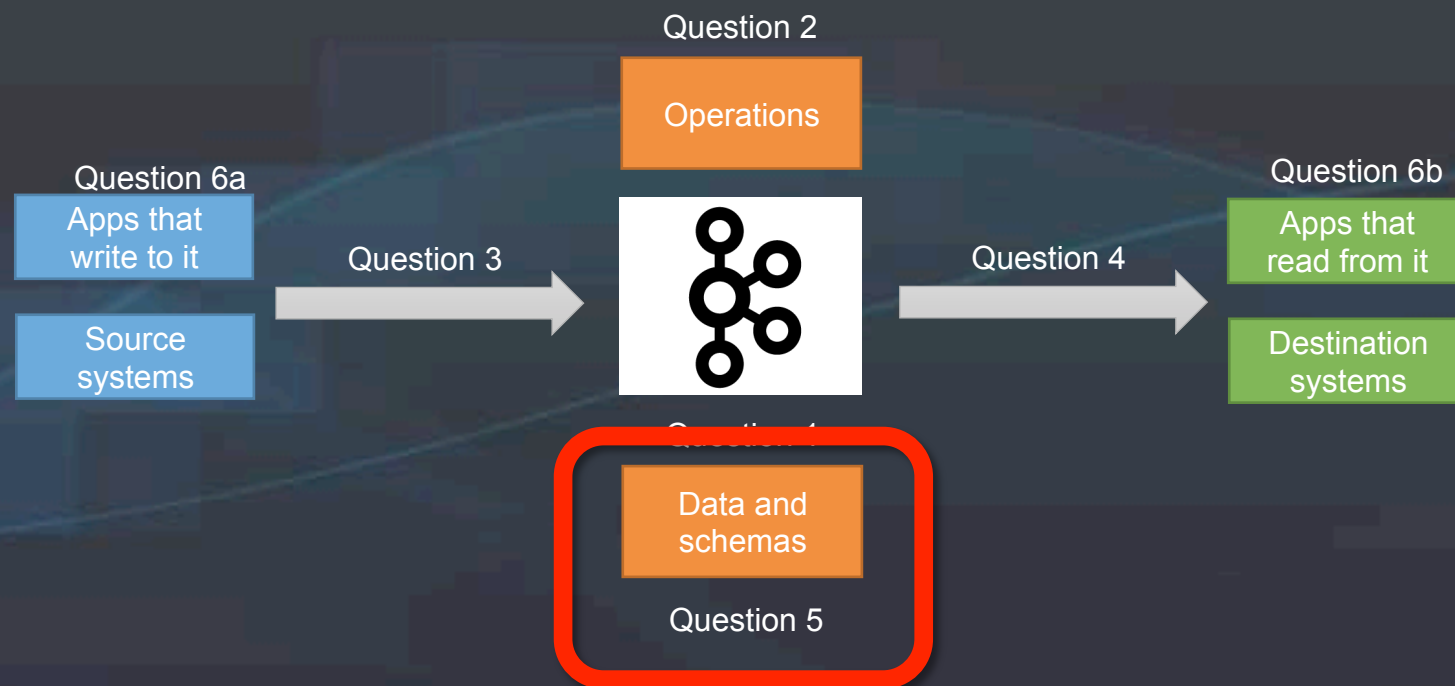 Question 2
Operations
Question 6a
Apps that
write to it
Source
systems
Question 3
Question 4
Question 6b
Apps that
read from it
Destination
systems
Question
Data and
schemas
Question 5